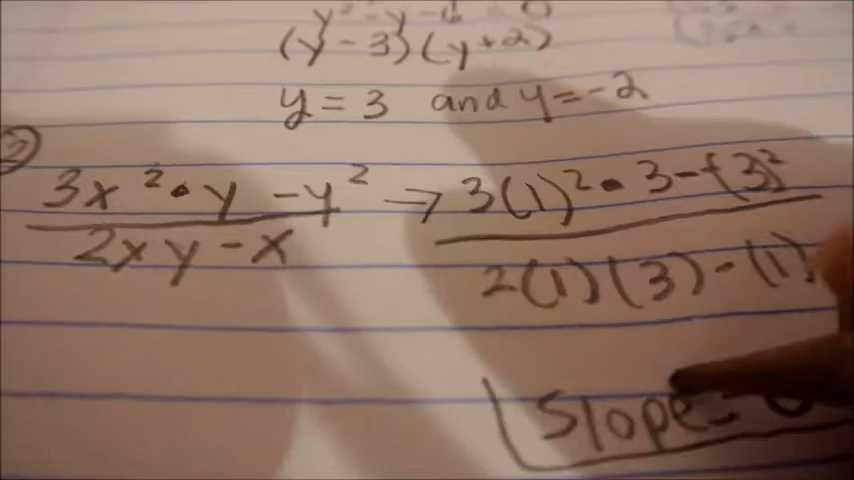 (y - 3)(y + 2)
y = 3 and y = -2
2
3x² · y - y² → 3(1)² · 3 - (3)²
2xy - x 2(1)(3) - (1)
Slope = 0